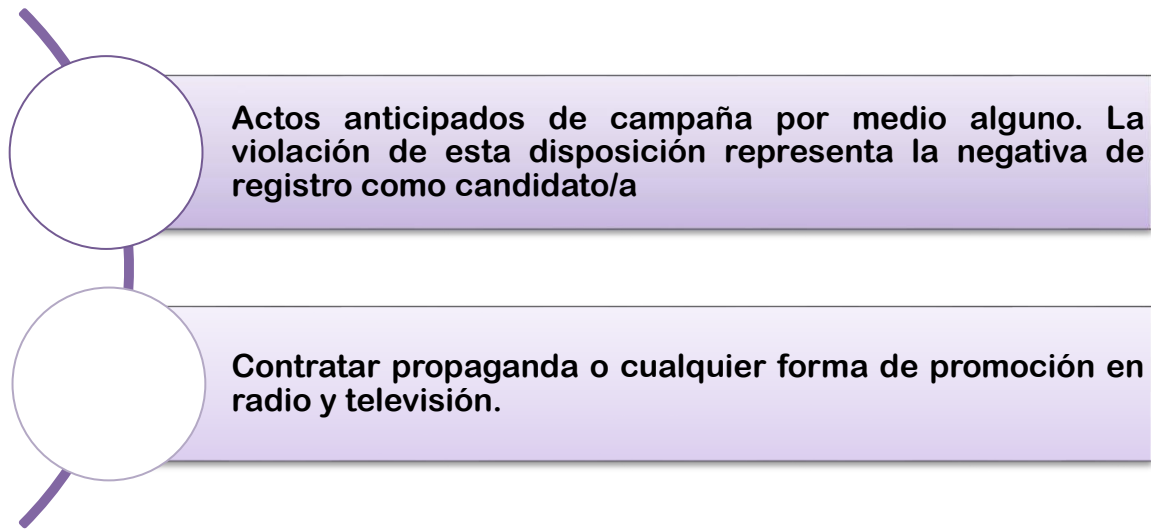 Actos anticipados de campaña por medio alguno. La
violación de esta disposición representa la negativa de
registro como candidato/a
Contratar propaganda o cualquier forma de promoción en
radio y televisión.